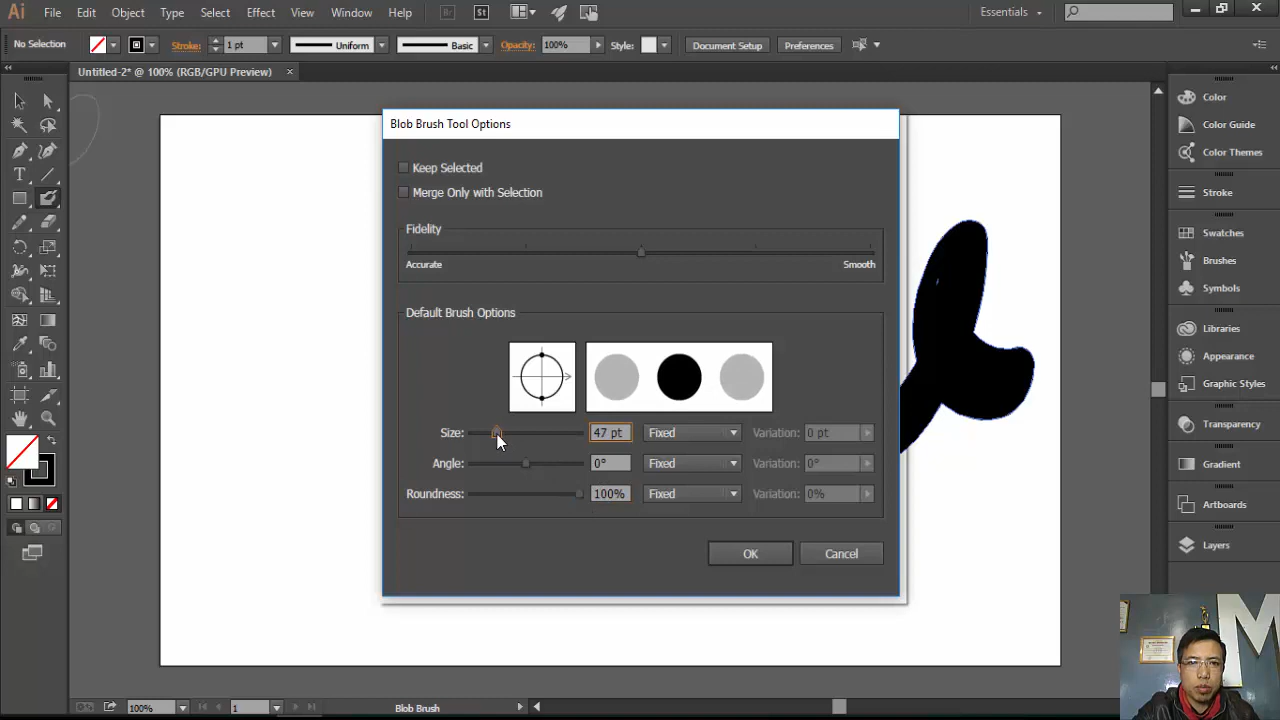 Ai File Edit Object Type Select Effect View Window Help Br St Essentials
No Selection Stroke: 1 pt Uniform Basic Opacity: 100% Style: Document Setup Preferences
Untitled-2* @ 100% (RGB/GPU Preview) ×
Blob Brush Tool Options
Keep Selected
Merge Only with Selection
Fidelity
Accurate Smooth
Default Brush Options
Size: 47 pt Fixed Variation: 0 pt
Angle: 0° Fixed Variation: 0°
Roundness: 100% Fixed Variation: 0%
OK Cancel
Color
Color Guide
Color Themes
Stroke
Swatches
Brushes
Symbols
Libraries
Appearance
Graphic Styles
Transparency
Gradient
Artboards
Layers
M
100% 1 Blob Brush